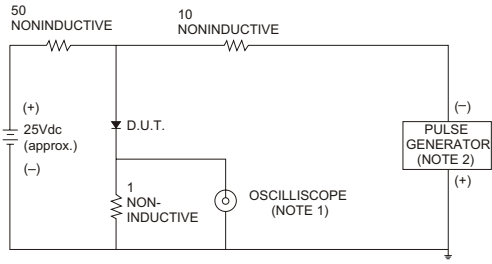 50
NONINDUCTIVE
10
NONINDUCTIVE
(+)
25Vdc
(approx.)
(–)
D.U.T.
1
NON-
INDUCTIVE
OSCILLISCOPE
(NOTE 1)
(–)
PULSE
GENERATOR
(NOTE 2)
(+)